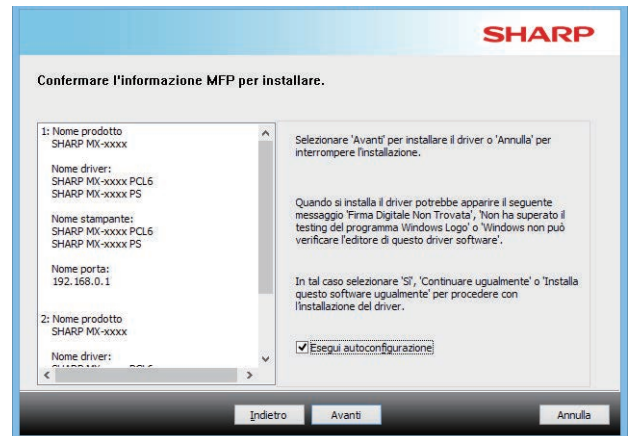 SHARP
Confermare l'informazione MFP per installare.
1: Nome prodotto
SHARP MX-xxxx
Nome driver:
SHARP MX-xxxx PCL6
SHARP MX-xxxx PS
Nome stampante:
SHARP MX-xxxx PCL6
SHARP MX-xxxx PS
Nome porta:
192.168.0.1
2: Nome prodotto
SHARP MX-xxxx
Nome driver:
Selezionare 'Avanti' per installare il driver o 'Annulla' per
interrompere l'installazione.
Quando si installa il driver potrebbe apparire il seguente
messaggio 'Firma Digitale Non Trovata', 'Non ha superato il
testing del programma Windows Logo' o 'Windows non può
verificare l'editore di questo driver software'.
In tal caso selezionare 'Sì', 'Continuare ugualmente' o 'Installa
questo software ugualmente' per procedere con
l'installazione del driver.
Esegui autoconfigurazione
Indietro
Avanti
Annulla